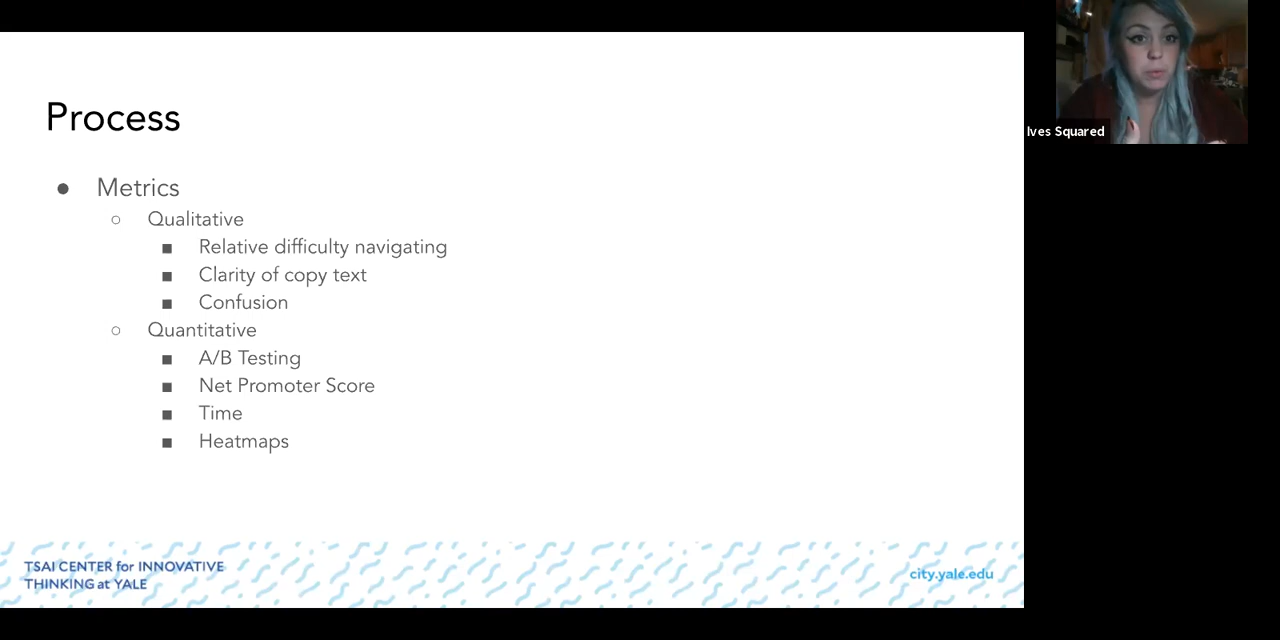 Process
● Metrics
○ Qualitative
■ Relative difficulty navigating
■ Clarity of copy text
■ Confusion
○ Quantitative
■ A/B Testing
■ Net Promoter Score
■ Time
■ Heatmaps
TSAI CENTER for INNOVATIVE
THINKING at YALE
city.yale.edu
Ives Squared